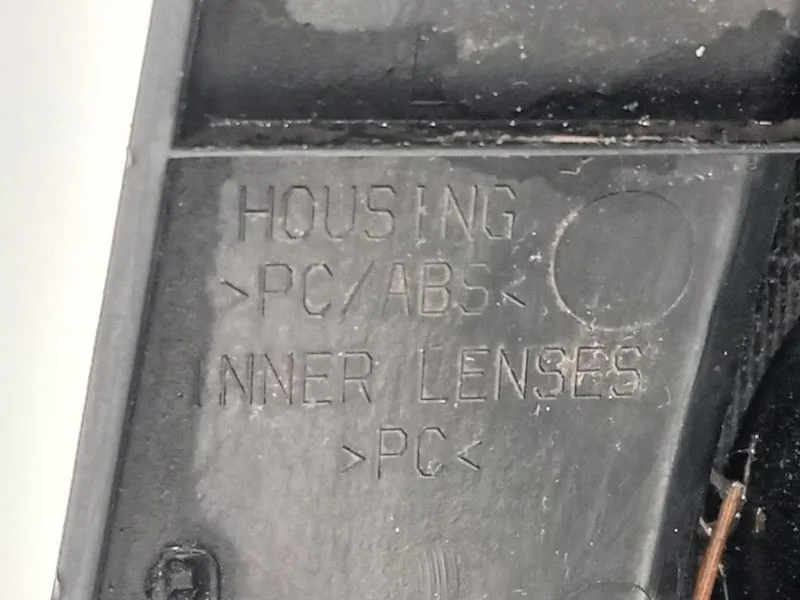 HOUSING
>PC/ABS<
INNER LENSES
>PC<